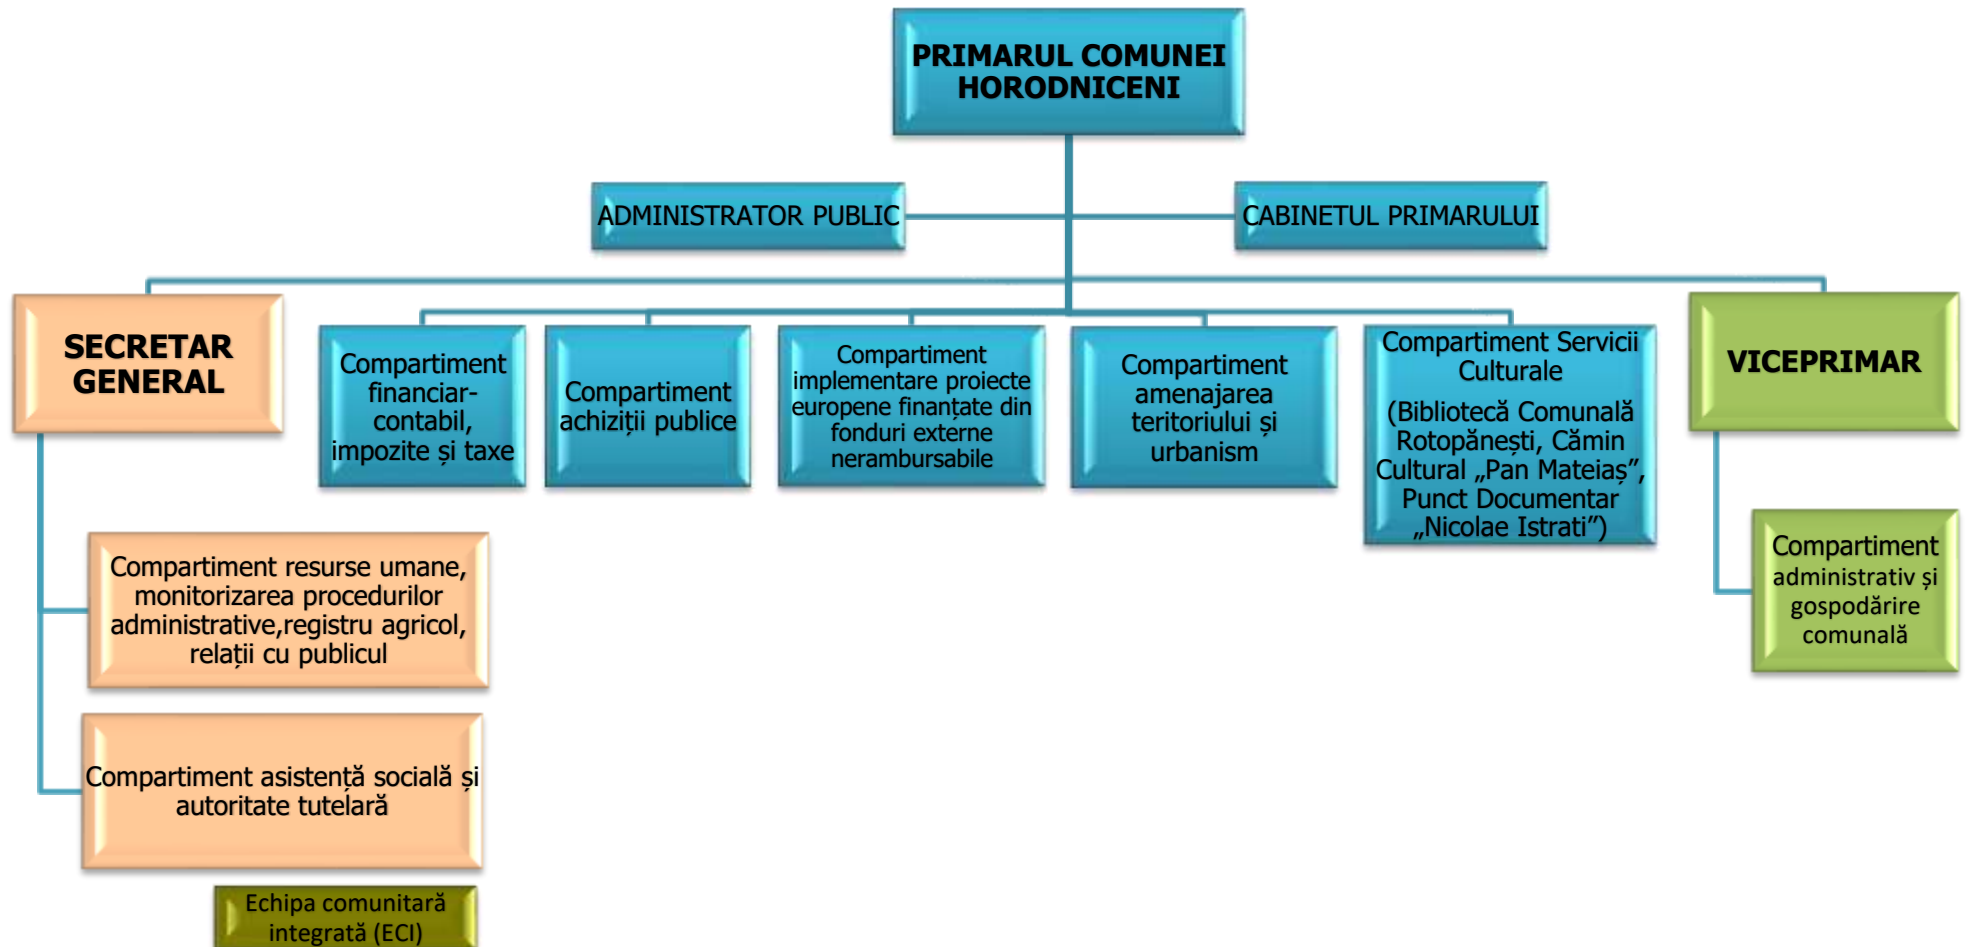 PRIMARUL COMUNEI
HORODNICENI
ADMINISTRATOR PUBLIC
CABINETUL PRIMARULUI
SECRETAR
GENERAL
Compartiment
financiar-
contabil,
impozite și taxe
Compartiment
achiziții publice
Compartiment
implementare proiecte
europene finanțate din
fonduri externe
nerambursabile
Compartiment
amenajarea
teritoriului și
urbanism
Compartiment Servicii
Culturale
(Bibliotecă Comunală
Rotopănești, Cămin
Cultural „Pan Mateiaș”,
Punct Documentar
„Nicolae Istrati”)
VICEPRIMAR
Compartiment resurse umane,
monitorizarea procedurilor
administrative,registru agricol,
relații cu publicul
Compartiment
administrativ și
gospodărire
comunală
Compartiment asistență socială și
autoritate tutelară
Echipa comunitară
integrată (ECI)